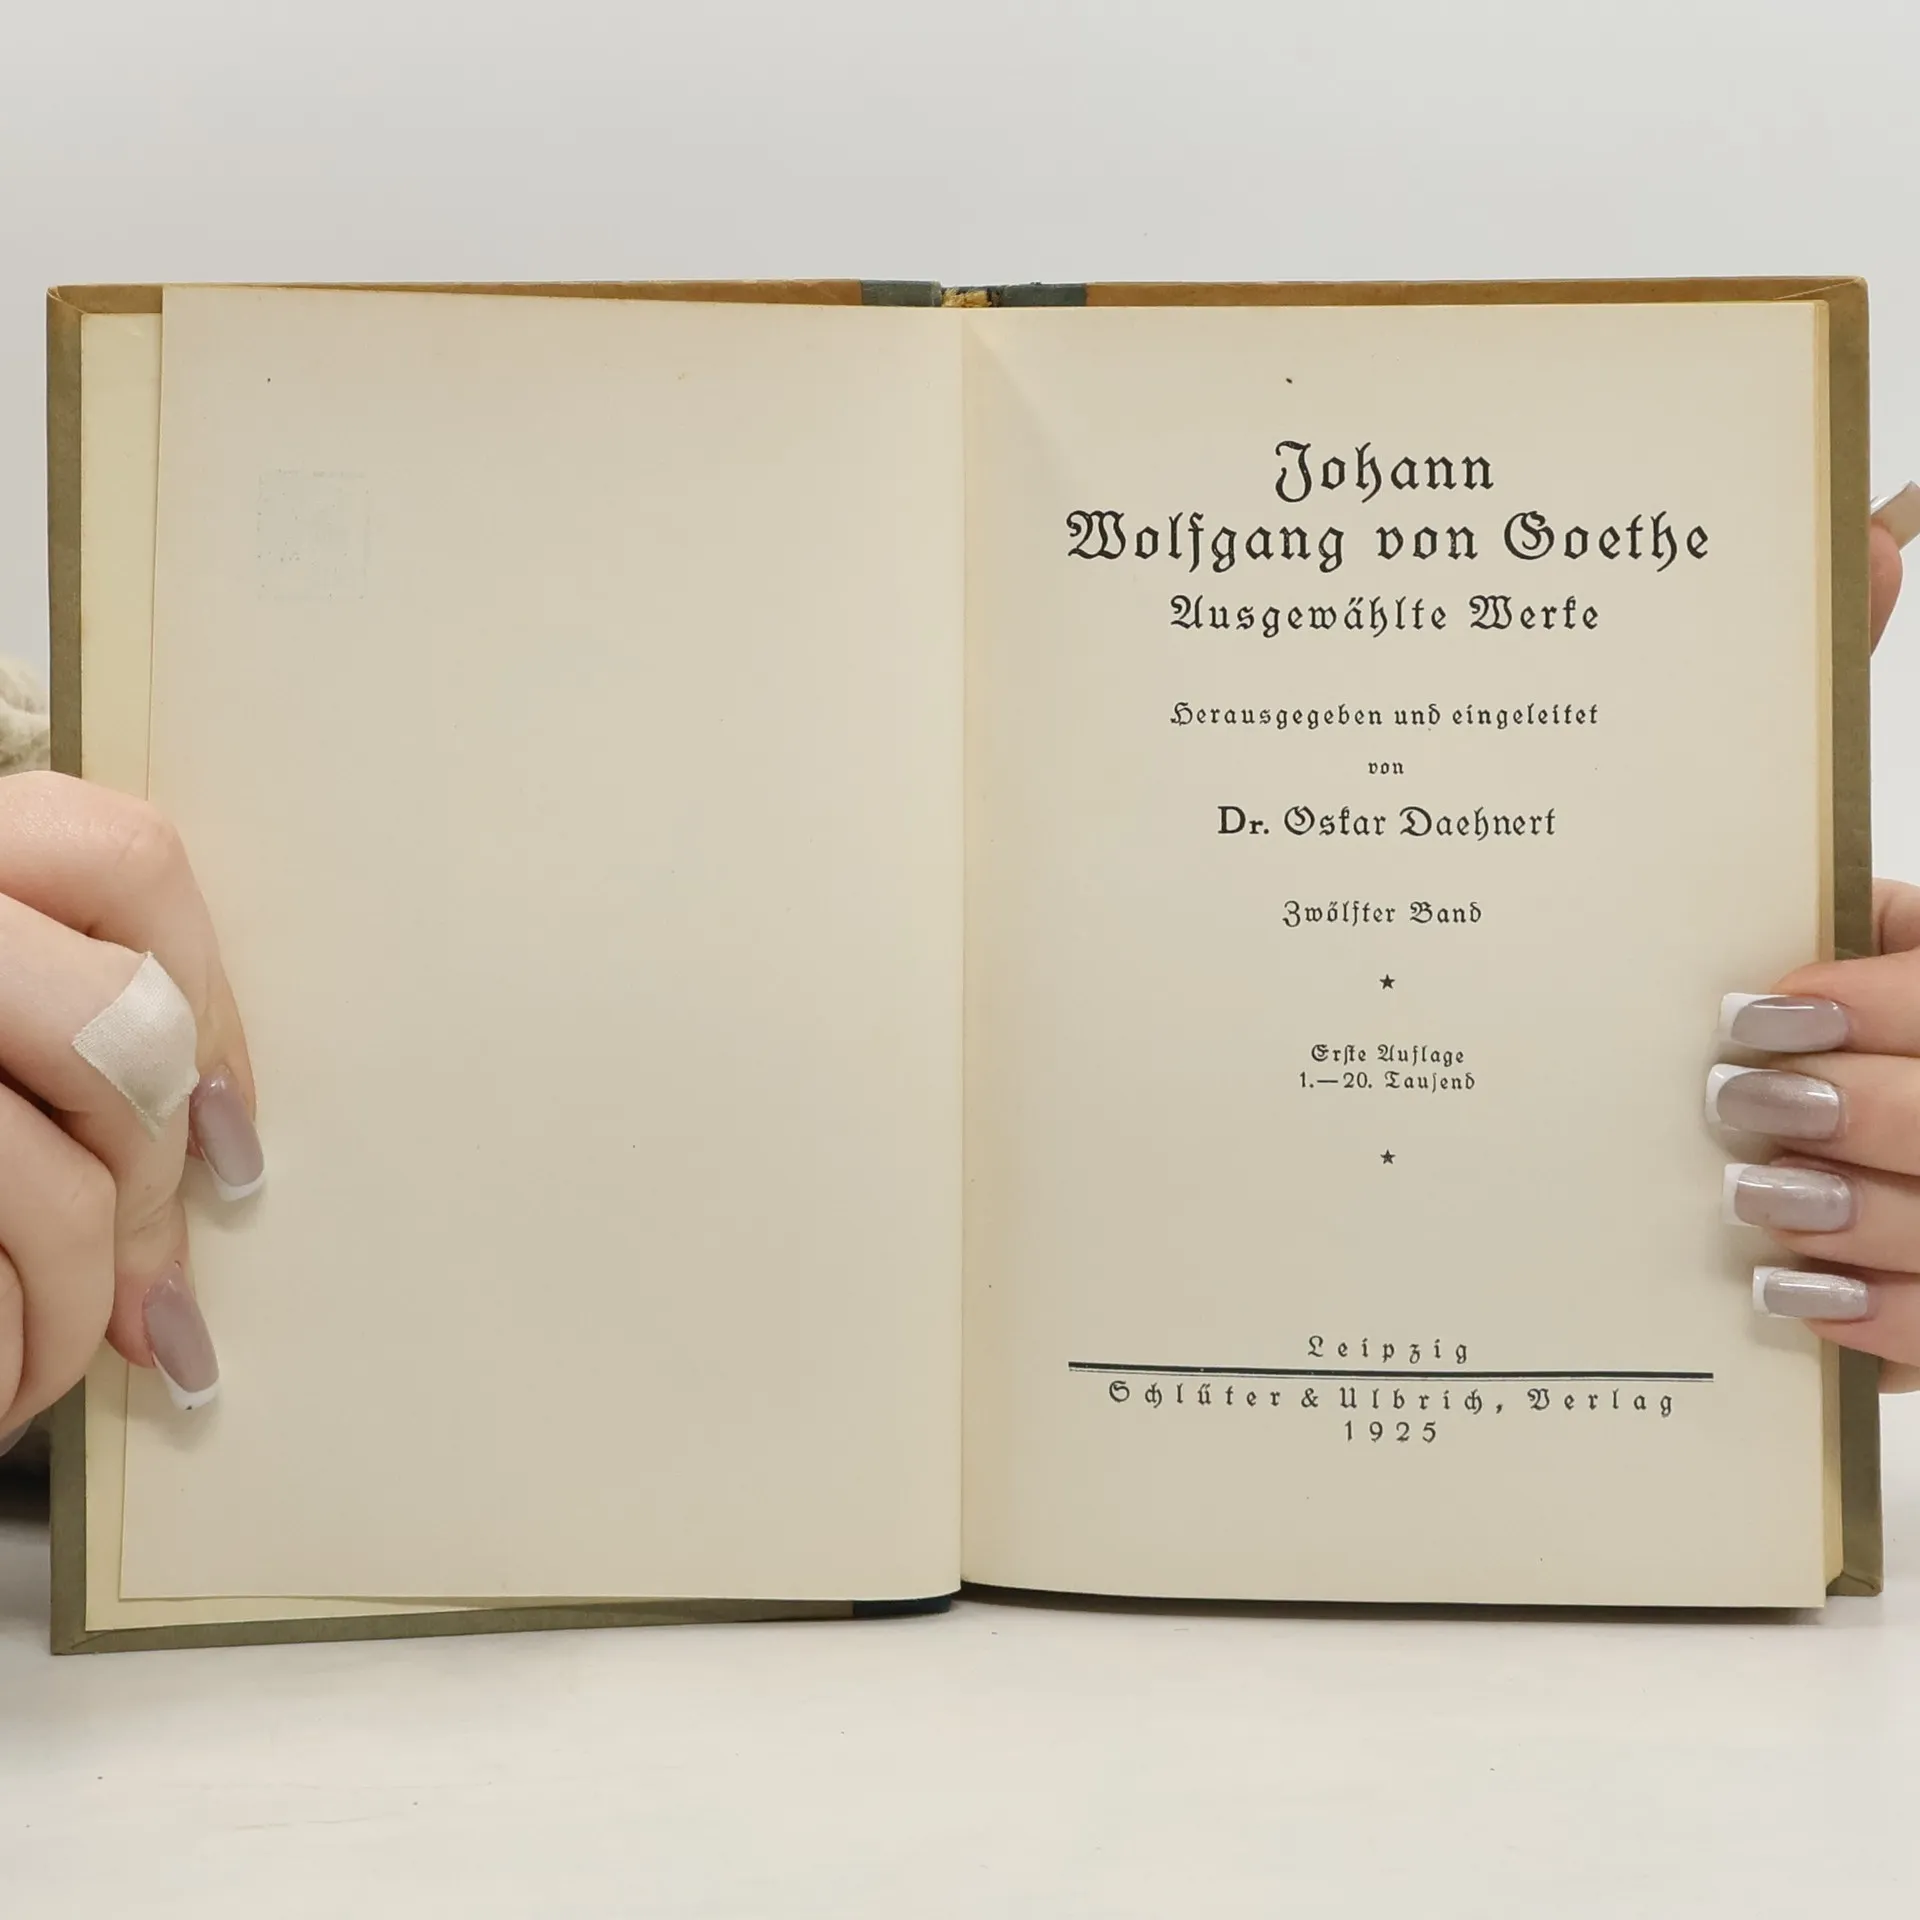 Johann
Wolfgang von Goethe
Ausgewählte Werke
Herausgegeben und eingeleitet
von
Dr. Oskar Daehnert
Zwölfter Band
★
Erste Auflage
1.—20. Tausend
★
Leipzig
Schlüter & Ulbrich, Verlag
1925